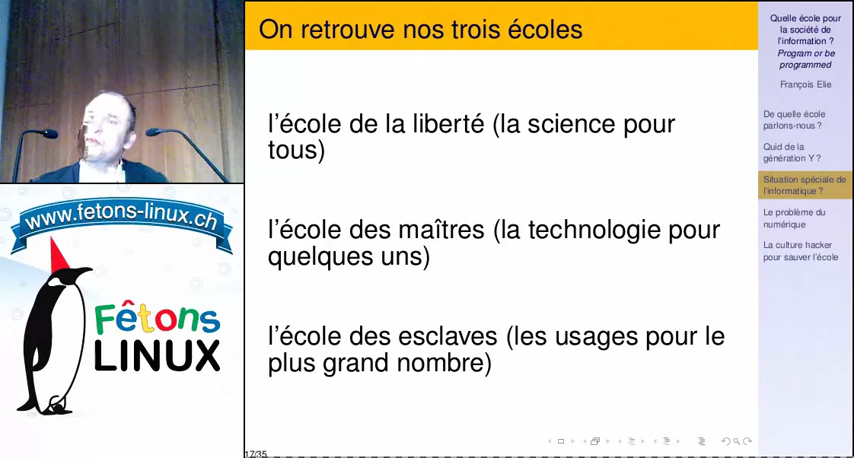 On retrouve nos trois écoles
l'école de la liberté (la science pour
tous)
l'école des maîtres (la technologie pour
quelques uns)
l'école des esclaves (les usages pour le
plus grand nombre)
17/35
Quelle école pour
la société de
l'information ?
Program or be
programmed
François Elie
De quelle école
parlons-nous ?
Quid de la
génération Y ?
Situation spéciale de
l'informatique ?
Le problème du
numérique
La culture hacker
pour sauver l'école
www.fetons-linux.ch
Fêtons
LINUX